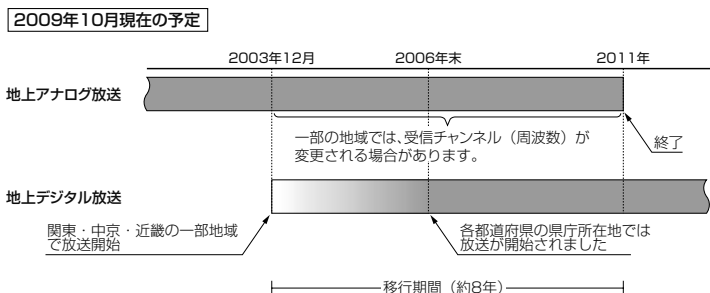 2009年10月現在の予定
2003年12月 2006年末 2011年
地上アナログ放送
一部の地域では、受信チャンネル（周波数）が
変更される場合があります。
終了
地上デジタル放送
関東・中京・近畿の一部地域
で放送開始
各都道府県の県庁所在地では
放送が開始されました
移行期間（約8年）